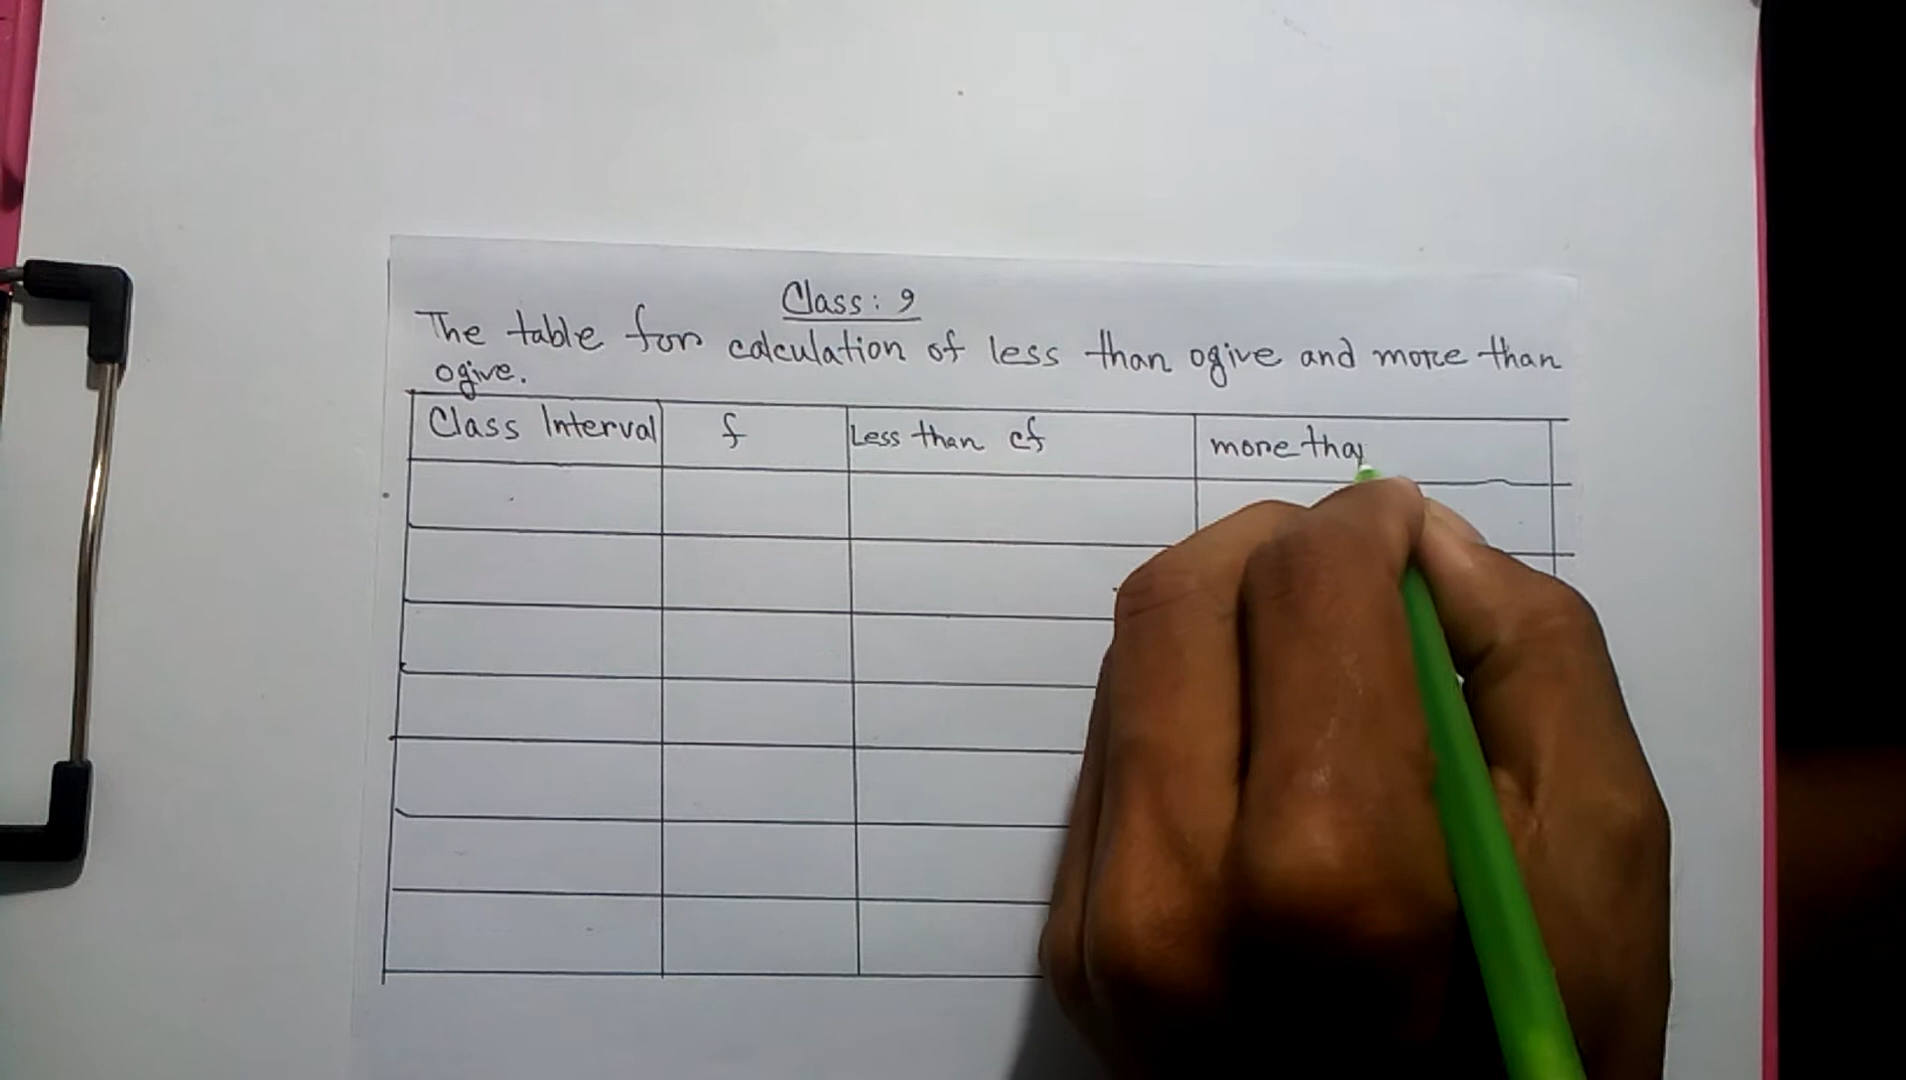 Class: 9
The table for calculation of less than ogive and more than
ogive.
Class Interval f Less than cf more tha